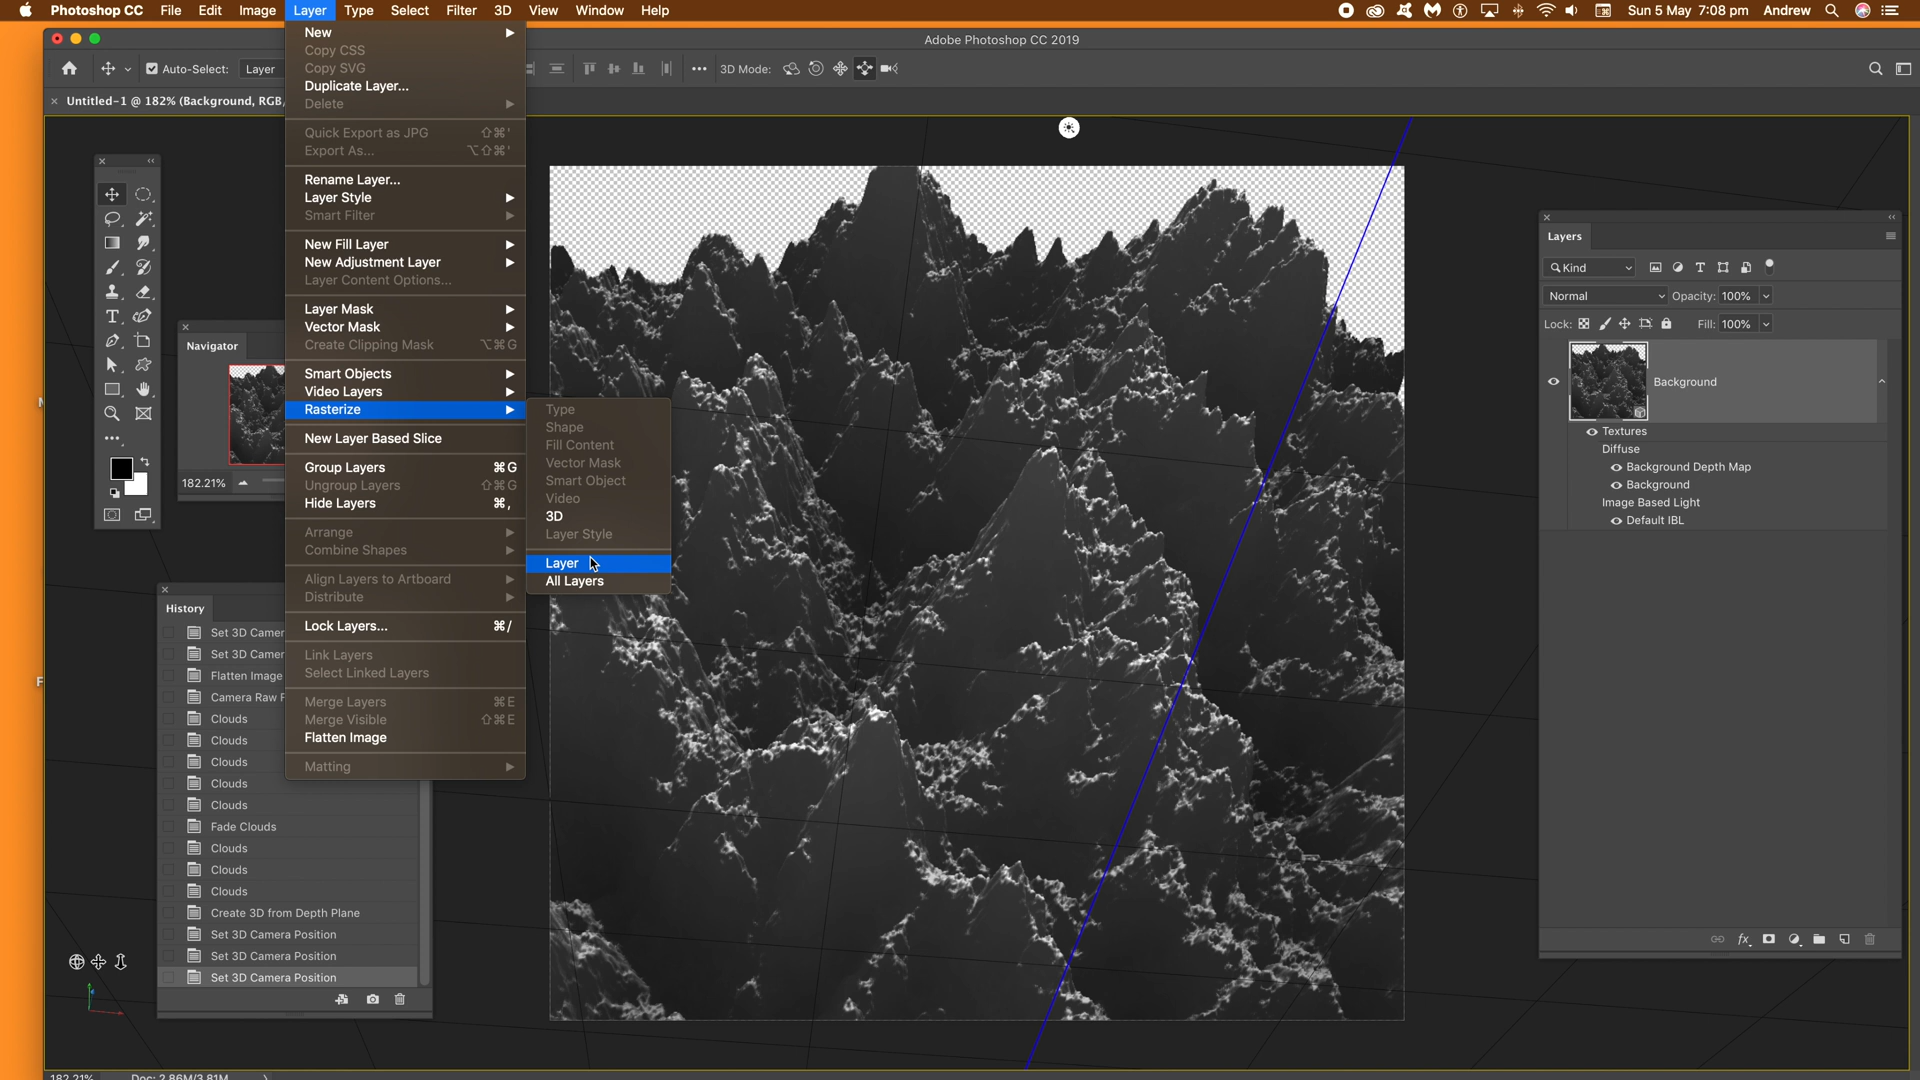 Photoshop CC File Edit Image Layer Type Select Filter 3D View Window Help Sun 5 May 7:08 pm Andrew
Adobe Photoshop CC 2019
Auto-Select: Layer 3D Mode:
Untitled-1 @ 182% (Background, RGB/
New
Copy CSS
Copy SVG
Duplicate Layer...
Delete
Quick Export as JPG ⇧⌘'
Export As... ⌥⇧⌘'
Rename Layer...
Layer Style
Smart Filter
New Fill Layer
New Adjustment Layer
Layer Content Options...
Layer Mask
Vector Mask
Create Clipping Mask ⌥⌘G
Smart Objects
Video Layers
Rasterize
New Layer Based Slice
Group Layers ⌘G
Ungroup Layers ⇧⌘G
Hide Layers ⌘,
Arrange
Combine Shapes
Align Layers to Artboard
Distribute
Lock Layers... ⌘/
Link Layers
Select Linked Layers
Merge Layers ⌘E
Merge Visible ⇧⌘E
Flatten Image
Matting
Type
Shape
Fill Content
Vector Mask
Smart Object
Video
3D
Layer Style
Layer
All Layers
Navigator
182.21%
History
Set 3D Camer
Set 3D Camer
Flatten Image
Camera Raw F
Clouds
Clouds
Clouds
Clouds
Clouds
Fade Clouds
Clouds
Clouds
Clouds
Create 3D from Depth Plane
Set 3D Camera Position
Set 3D Camera Position
Set 3D Camera Position
Layers
Kind
Normal Opacity: 100%
Lock: Fill: 100%
Background
Textures
Diffuse
Background Depth Map
Background
Image Based Light
Default IBL
182.21% Doc: 2.86M/3.81M